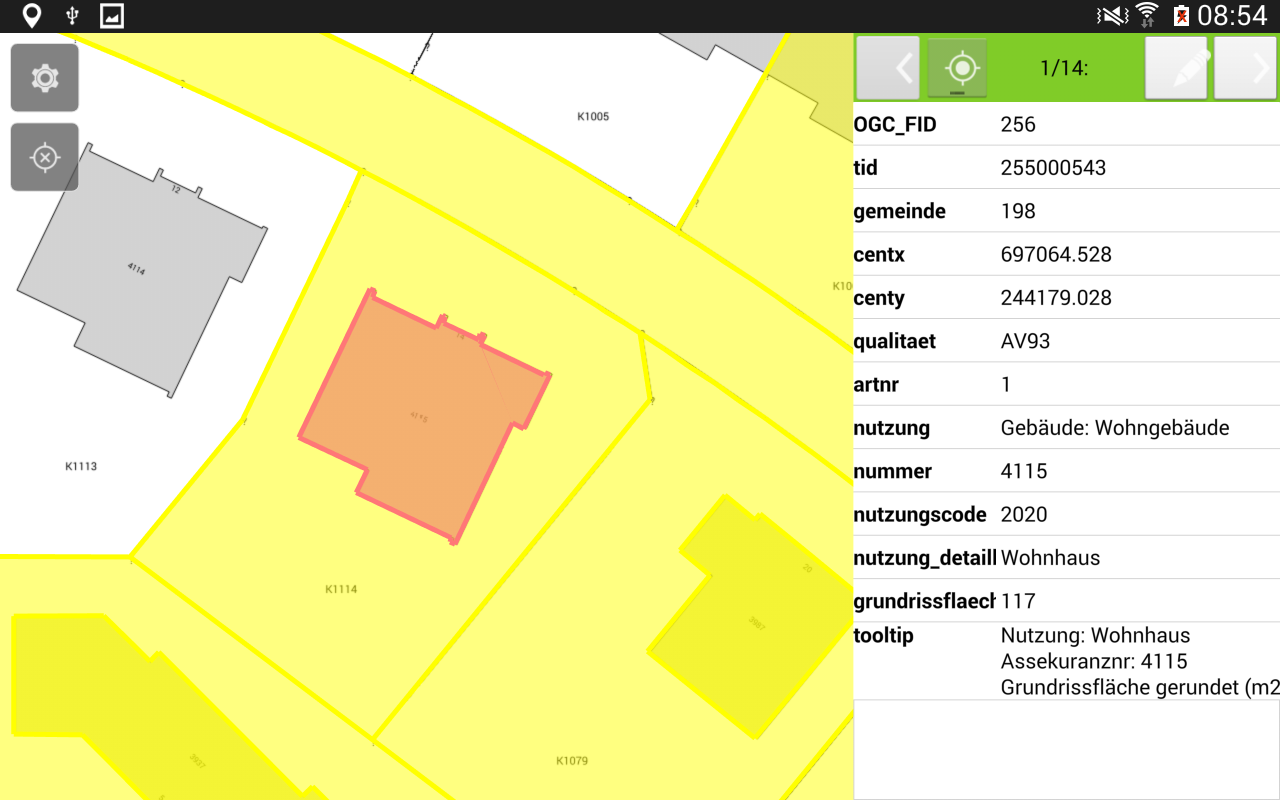 08:54
1/14:
OGC_FID 256
tid 255000543
gemeinde 198
centx 697064.528
centy 244179.028
qualitaet AV93
artnr 1
nutzung Gebäude: Wohngebäude
nummer 4115
nutzungscode 2020
nutzung_detaill Wohnhaus
grundrissflaech 117
tooltip Nutzung: Wohnhaus
Assekuranznr: 4115
Grundrissfläche gerundet (m2
K1005
12
4114
K10
14
4115
K1113
K1114
20
3987
3937
K1079